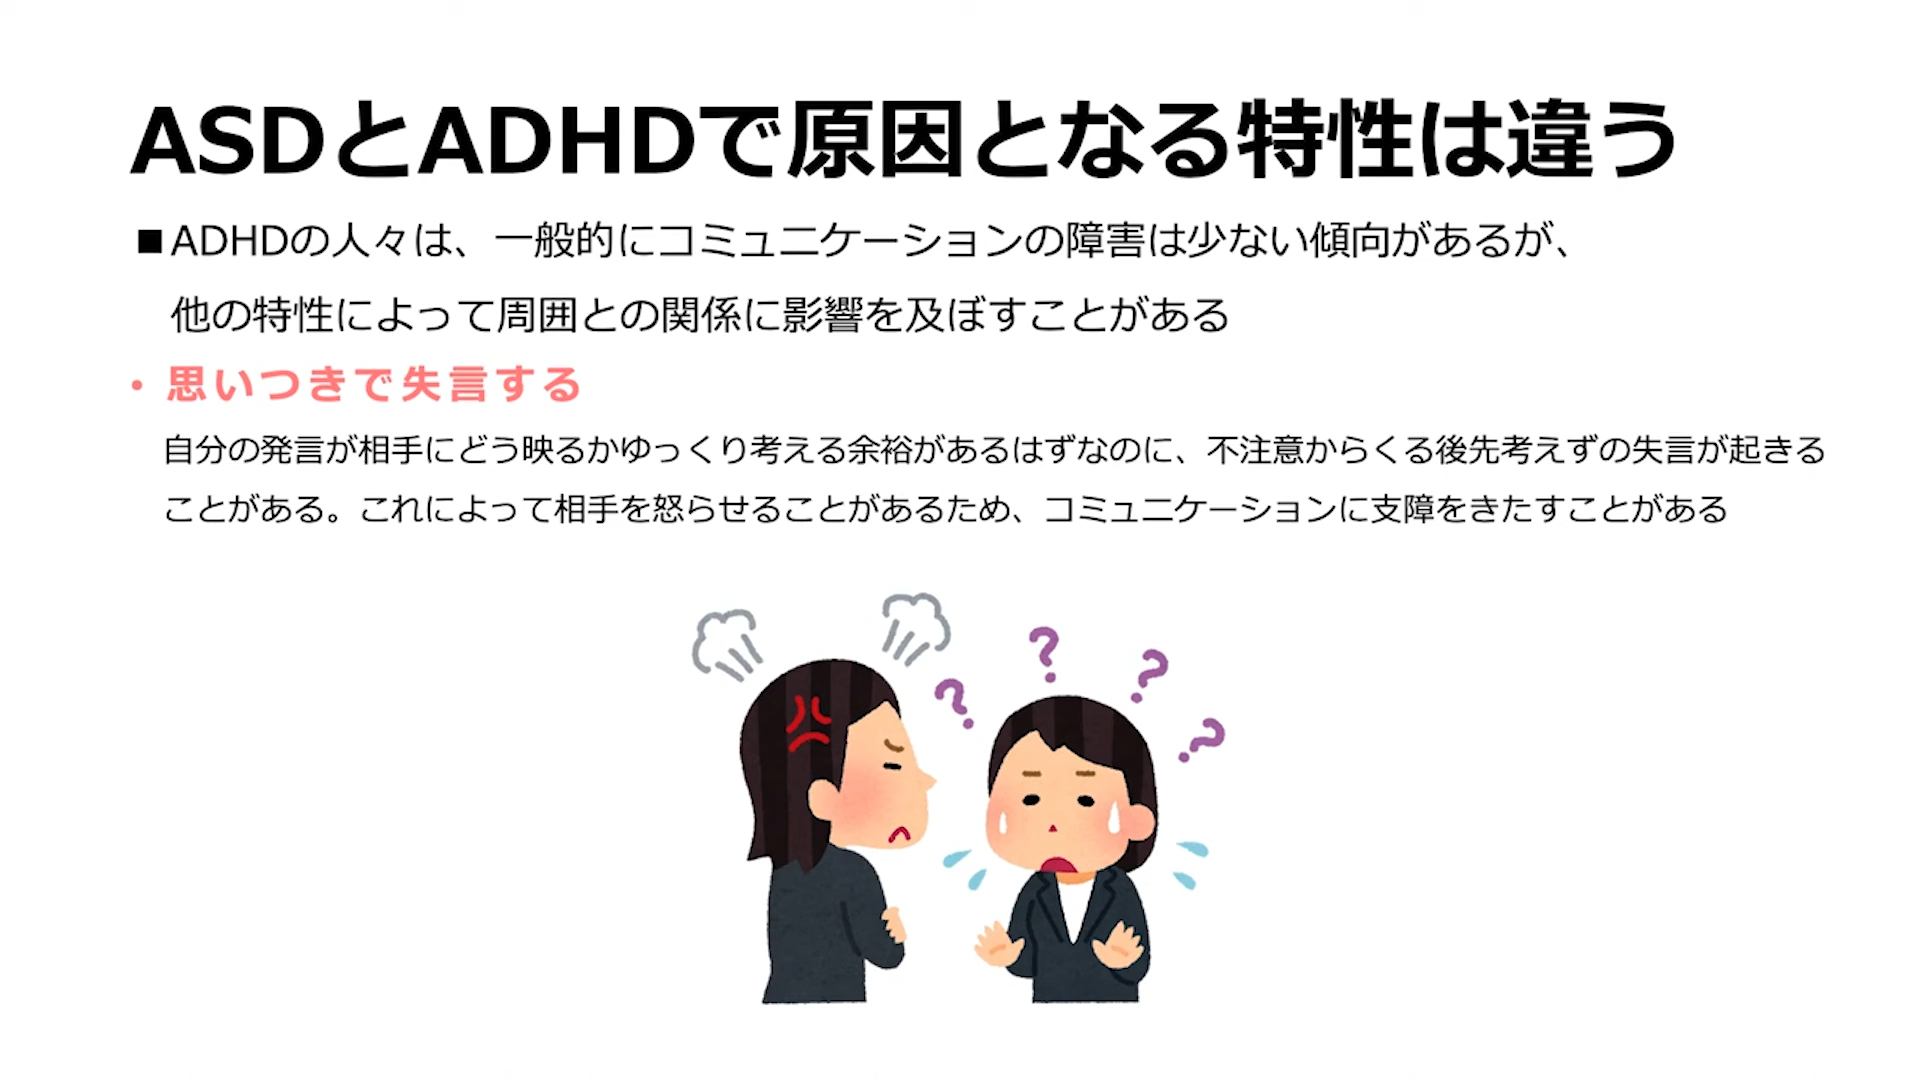 ASDとADHDで原因となる特性は違う
■ADHDの人々は、一般的にコミュニケーションの障害は少ない傾向があるが、
他の特性によって周囲との関係に影響を及ぼすことがある
• 思いつきで失言する
自分の発言が相手にどう映るかゆっくり考える余裕があるはずなのに、不注意からくる後先考えずの失言が起きる
ことがある。これによって相手を怒らせることがあるため、コミュニケーションに支障をきたすことがある
? ? ? ?